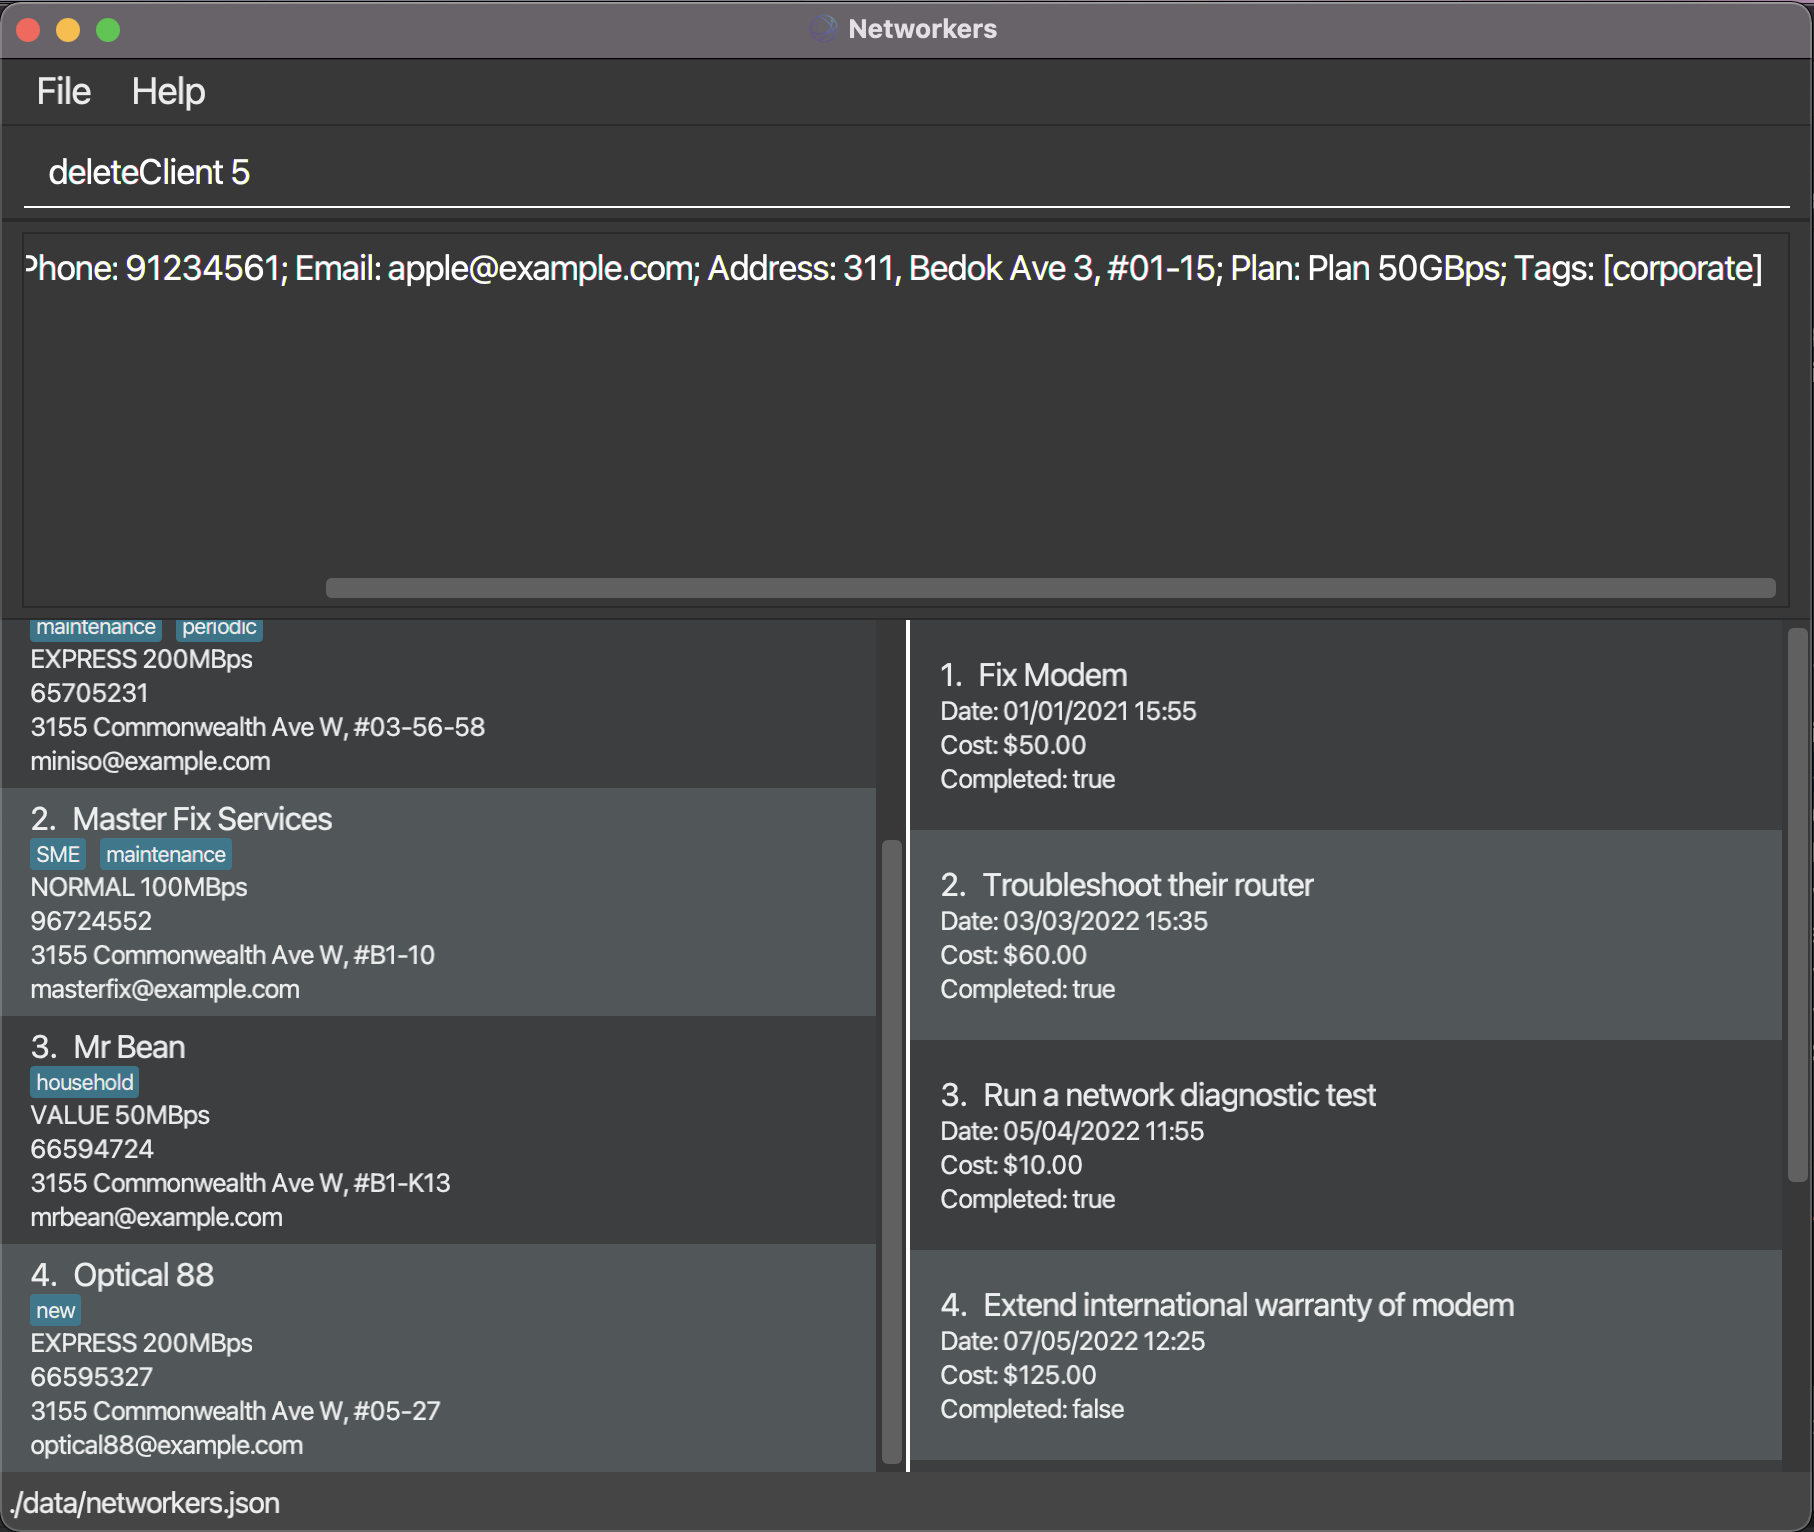 Networkers
File Help
deleteClient 5
Phone: 91234561; Email: apple@example.com; Address: 311, Bedok Ave 3, #01-15; Plan: Plan 50GBps; Tags: [corporate]
maintenance periodic
EXPRESS 200MBps
65705231
3155 Commonwealth Ave W, #03-56-58
miniso@example.com
2. Master Fix Services
SME maintenance
NORMAL 100MBps
96724552
3155 Commonwealth Ave W, #B1-10
masterfix@example.com
3. Mr Bean
household
VALUE 50MBps
66594724
3155 Commonwealth Ave W, #B1-K13
mrbean@example.com
4. Optical 88
new
EXPRESS 200MBps
66595327
3155 Commonwealth Ave W, #05-27
optical88@example.com
1. Fix Modem
Date: 01/01/2021 15:55
Cost: $50.00
Completed: true
2. Troubleshoot their router
Date: 03/03/2022 15:35
Cost: $60.00
Completed: true
3. Run a network diagnostic test
Date: 05/04/2022 11:55
Cost: $10.00
Completed: true
4. Extend international warranty of modem
Date: 07/05/2022 12:25
Cost: $125.00
Completed: false
./data/networkers.json